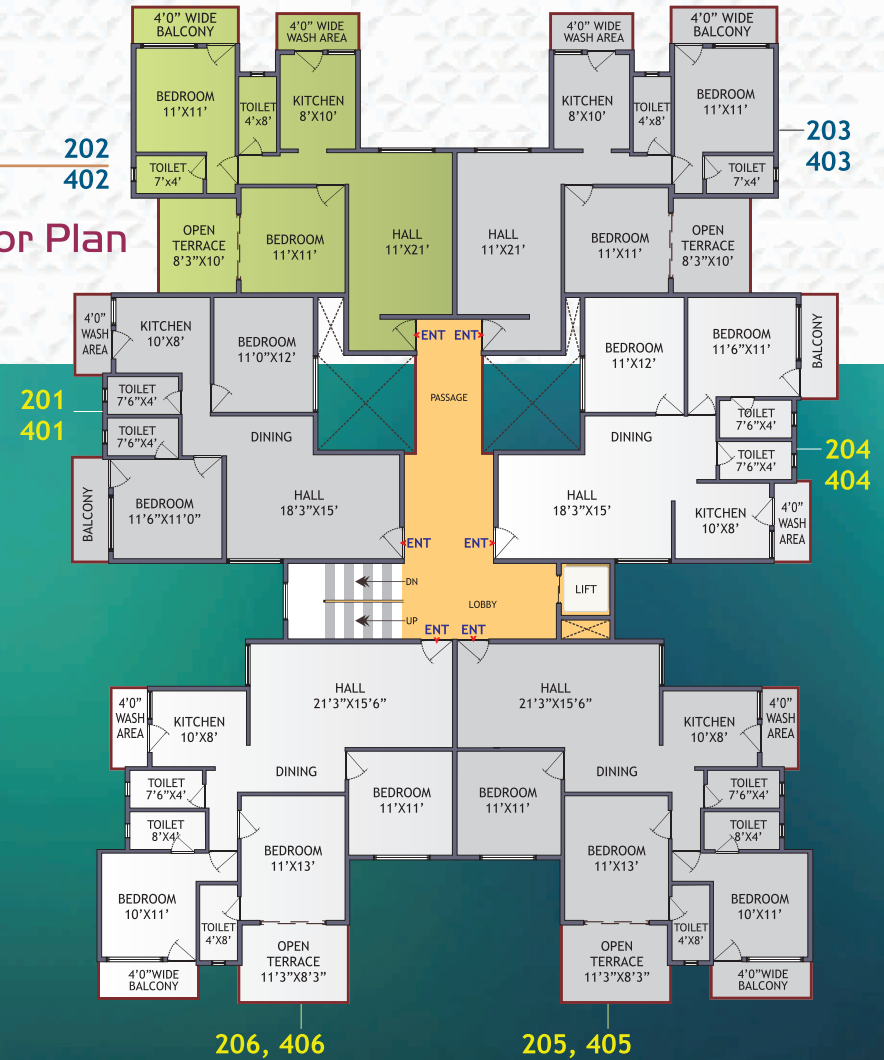 4'0” WIDE
BALCONY
4'0” WIDE
WASH AREA
BEDROOM
11'X11'
TOILET
4'x8'
KITCHEN
8'X10'
TOILET
7'x4'
202
402
OPEN
TERRACE
8'3”X10'
BEDROOM
11'X11'
HALL
11'X21'
4'0” WIDE
WASH AREA
4'0” WIDE
BALCONY
KITCHEN
8'X10'
TOILET
4'x8'
BEDROOM
11'X11'
TOILET
7'x4'
203
403
HALL
11'X21'
BEDROOM
11'X11'
OPEN
TERRACE
8'3”X10'
or Plan
4'0”
WASH
AREA
KITCHEN
10'X8'
BEDROOM
11'0”X12'
TOILET
7'6”X4'
TOILET
7'6”X4'
201
401
DINING
BALCONY
BEDROOM
11'6”X11'0”
HALL
18'3”X15'
ENT
ENT
PASSAGE
BEDROOM
11'X12'
BEDROOM
11'6”X11'
BALCONY
TOILET
7'6”X4'
TOILET
7'6”X4'
DINING
204
404
HALL
18'3”X15'
KITCHEN
10'X8'
4'0”
WASH
AREA
ENT
ENT
DN
UP
LOBBY
LIFT
ENT
ENT
HALL
21'3”X15'6”
4'0”
WASH
AREA
KITCHEN
10'X8'
DINING
TOILET
7'6”X4'
TOILET
8'X4'
BEDROOM
11'X11'
BEDROOM
11'X13'
BEDROOM
10'X11'
TOILET
4'X8'
4'0”WIDE
BALCONY
OPEN
TERRACE
11'3”X8'3”
206, 406
HALL
21'3”X15'6”
KITCHEN
10'X8'
4'0”
WASH
AREA
DINING
TOILET
7'6”X4'
TOILET
8'X4'
BEDROOM
11'X11'
BEDROOM
11'X13'
BEDROOM
10'X11'
TOILET
4'X8'
OPEN
TERRACE
11'3”X8'3”
4'0”WIDE
BALCONY
205, 405